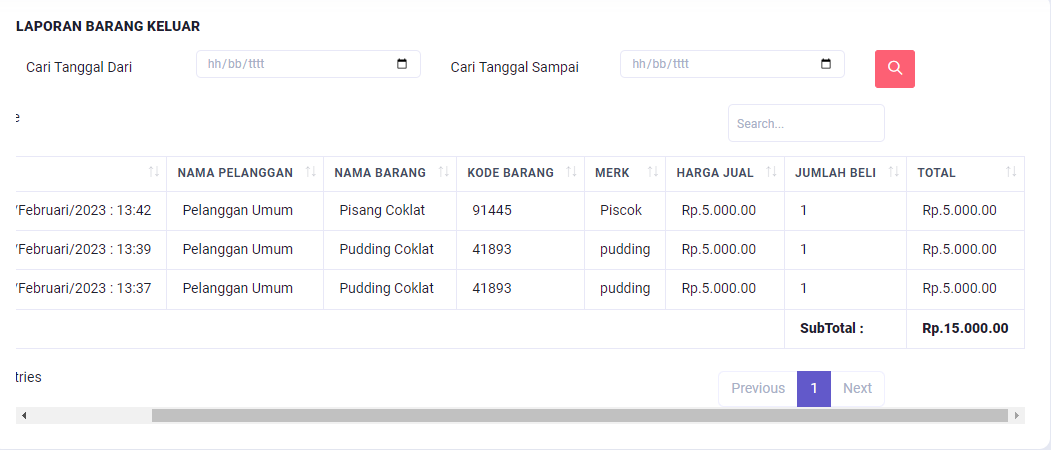 LAPORAN BARANG KELUAR
Cari Tanggal Dari hh/bb/tttt Cari Tanggal Sampai hh/bb/tttt
e Search...
NAMA PELANGGAN NAMA BARANG KODE BARANG MERK HARGA JUAL JUMLAH BELI TOTAL
/Februari/2023 : 13:42 Pelanggan Umum Pisang Coklat 91445 Piscok Rp.5.000.00 1 Rp.5.000.00
/Februari/2023 : 13:39 Pelanggan Umum Pudding Coklat 41893 pudding Rp.5.000.00 1 Rp.5.000.00
/Februari/2023 : 13:37 Pelanggan Umum Pudding Coklat 41893 pudding Rp.5.000.00 1 Rp.5.000.00
SubTotal : Rp.15.000.00
tries Previous 1 Next